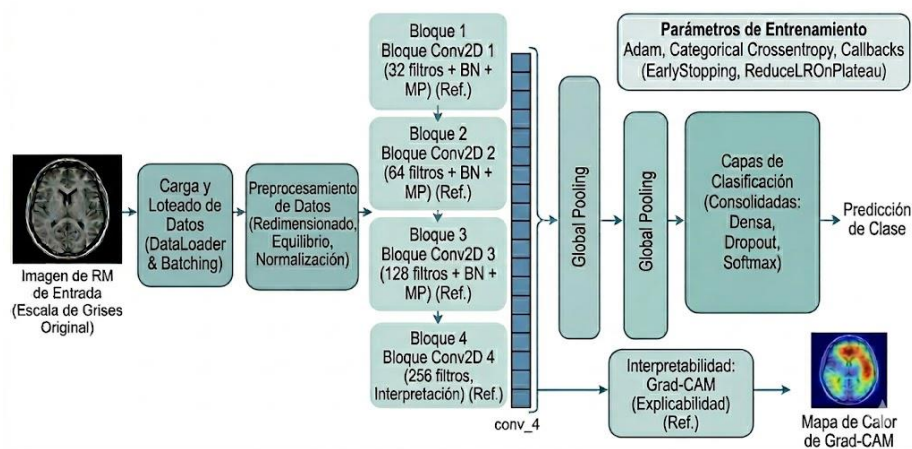 Imagen de RM
de Entrada
(Escala de Grises
Original)
Carga y
Loteado de
Datos
(DataLoader
& Batching)
Preprocesamiento
de Datos
(Redimensionado,
Equilibrio,
Normalización)
Bloque 1
Bloque Conv2D 1
(32 filtros + BN +
MP) (Ref.)
Bloque 2
Bloque Conv2D 2
(64 filtros + BN +
MP) (Ref.)
Bloque 3
Bloque Conv2D 3
(128 filtros + BN +
MP) (Ref.)
Bloque 4
Bloque Conv2D 4
(256 filtros,
Interpretación) (Ref.)
conv_4
Global Pooling
Global Pooling
Parámetros de Entrenamiento
Adam, Categorical Crossentropy, Callbacks
(EarlyStopping, ReduceLROnPlateau)
Capas de
Clasificación
(Consolidadas:
Densa,
Dropout,
Softmax)
Predicción
de Clase
Interpretabilidad:
Grad-CAM
(Explicabilidad)
(Ref.)
Mapa de Calor
de Grad-CAM